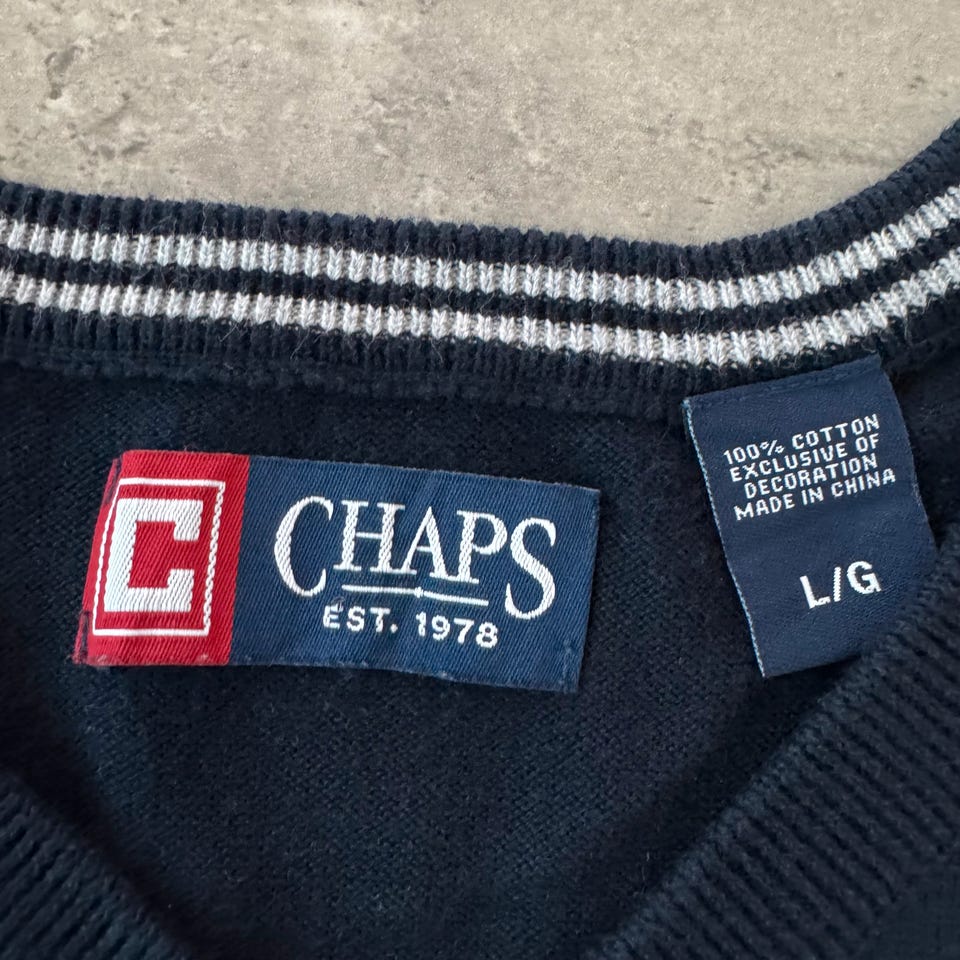 C
CHAPS
EST. 1978
100% COTTON
EXCLUSIVE OF
DECORATION
MADE IN CHINA
L/G